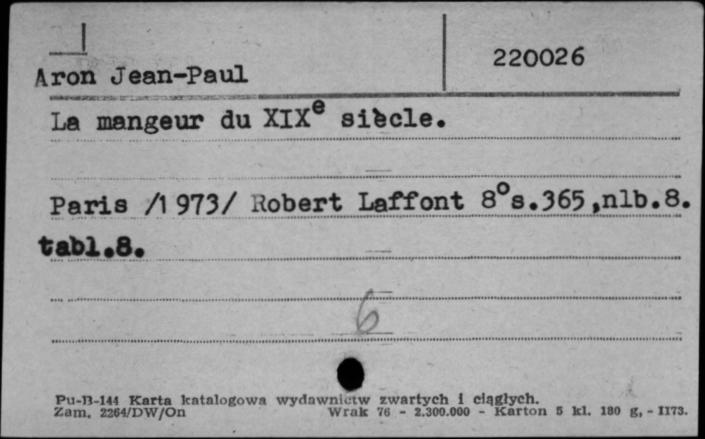 220026
Aron Jean-Paul
La mangeur du XIXe siècle.
Paris /1973/ Robert Laffont 8°s.365,nlb.8.
tabl.8.
6
Pu-B-144 Karta katalogowa wydawnictw zwartych i ciągłych.
Zam. 2264/DW/On Wrak 76 - 2.300.000 - Karton 5 kl. 180 g, - 1173.